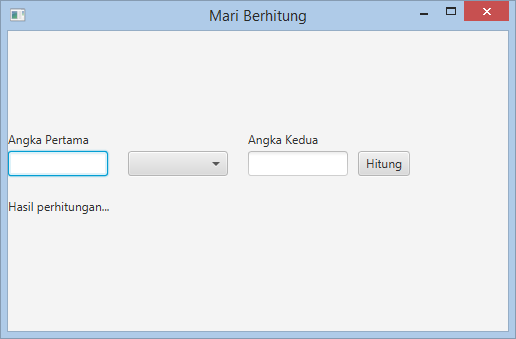 Mari Berhitung
Angka Pertama
Angka Kedua
Hitung
Hasil perhitungan...